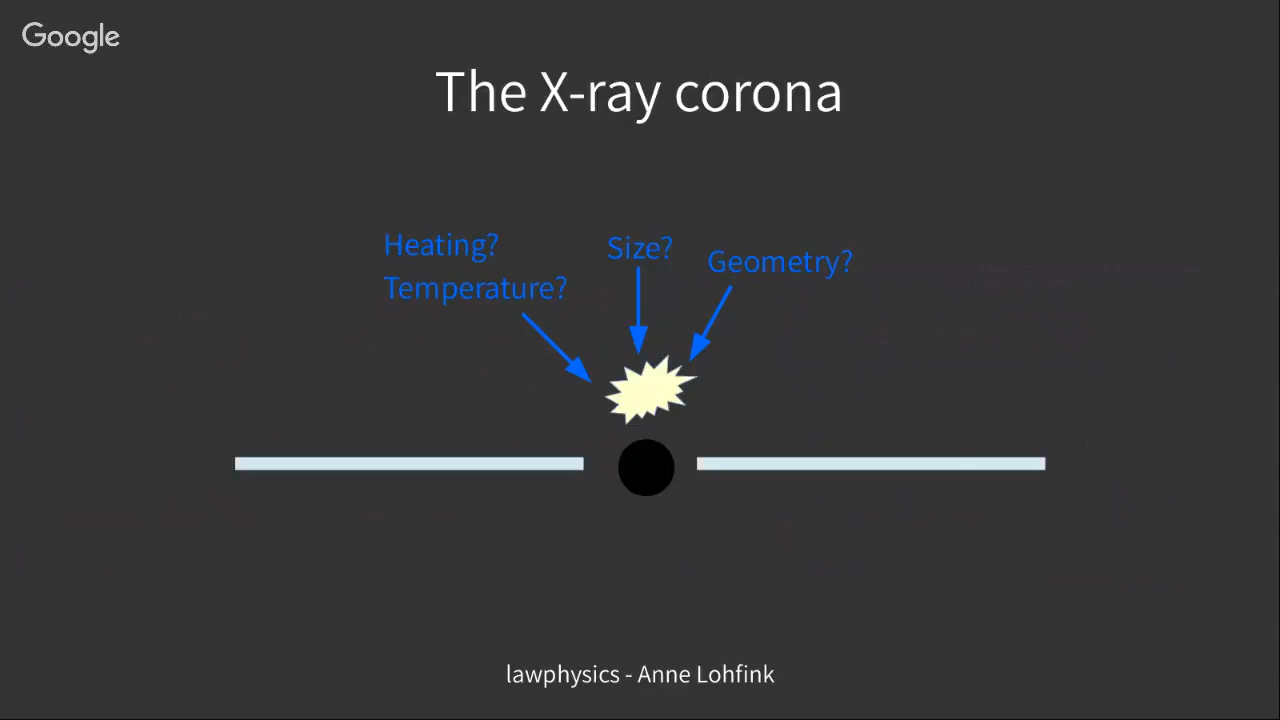 Google
The X-ray corona
Heating?
Temperature?
Size?
Geometry?
lawphysics - Anne Lohfink